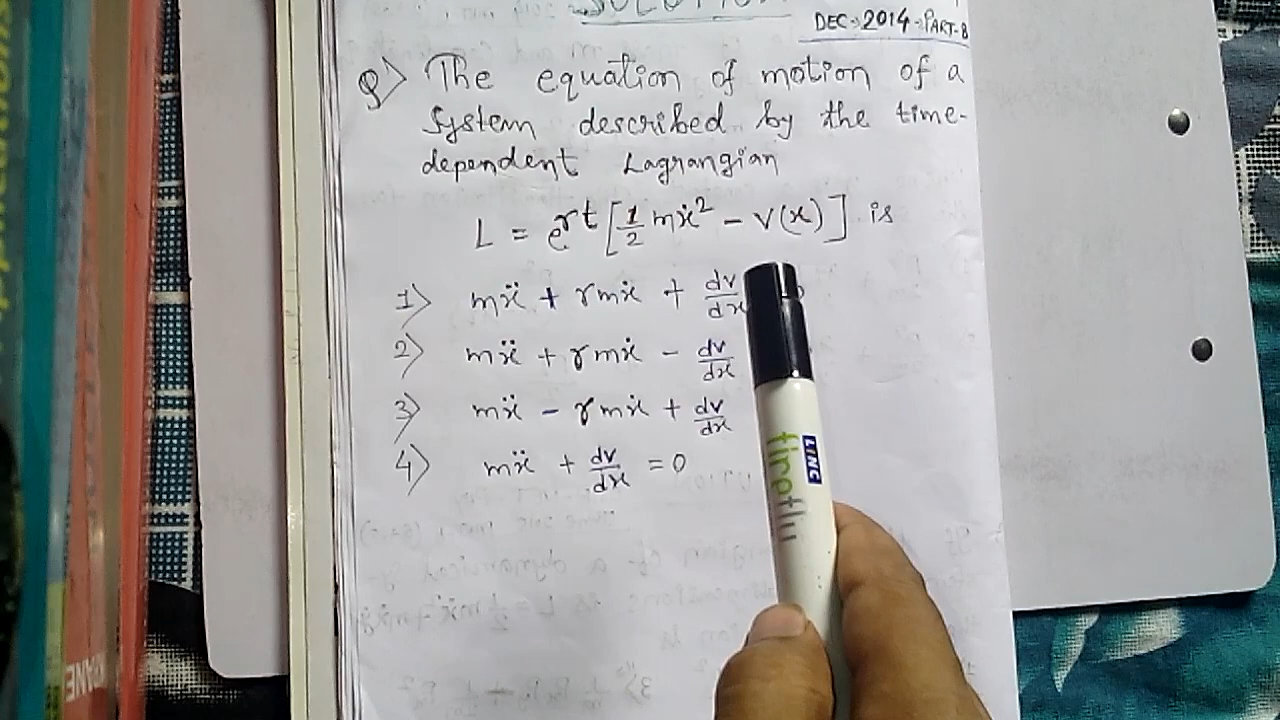 SOLUTION
DEC-2014-PART-B
Q> The equation of motion of a
system described by the time-
dependent Lagrangian
L = e^γt [1/2 mẋ² - V(x)] is
1> mẍ + γmẋ + dv/dx
2> mẍ + γmẋ - dv/dx
3> mẍ - γmẋ + dv/dx
4> mẍ + dv/dx = 0
LINC
firefly